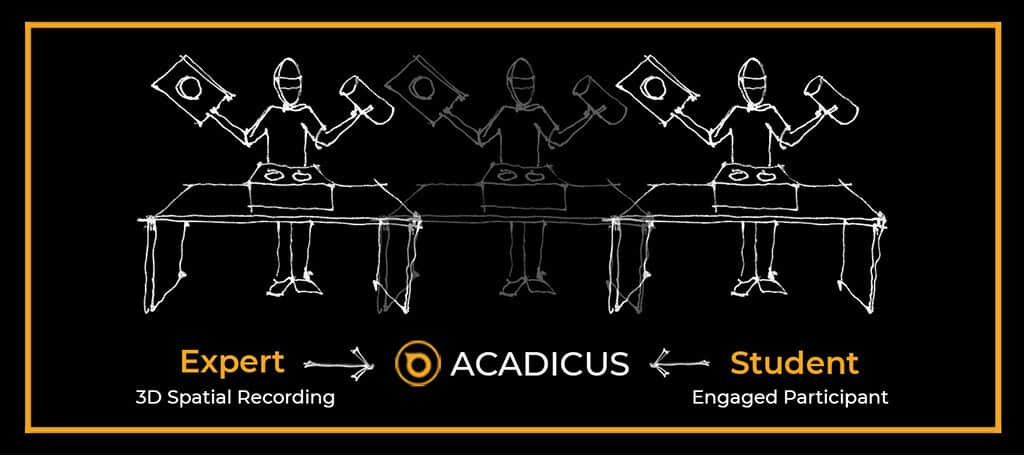 Expert
ACADICUS
Student
3D Spatial Recording
Engaged Participant